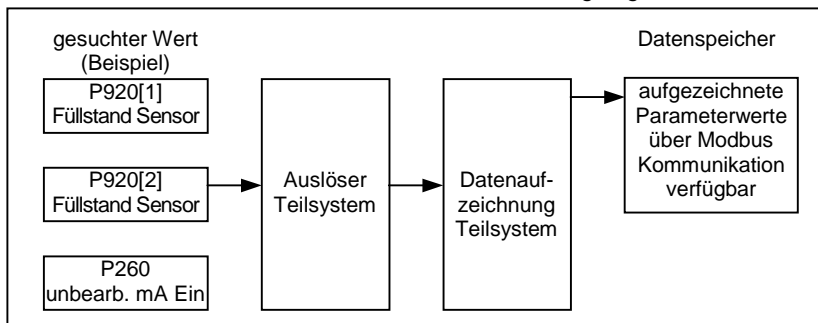 gesuchter Wert
(Beispiel)
P920[1]
Füllstand Sensor
P920[2]
Füllstand Sensor
P260
unbearb. mA Ein
Auslöser
Teilsystem
Datenauf-
zeichnung
Teilsystem
Datenspeicher
aufgezeichnete
Parameterwerte
über Modbus
Kommunikation
verfügbar